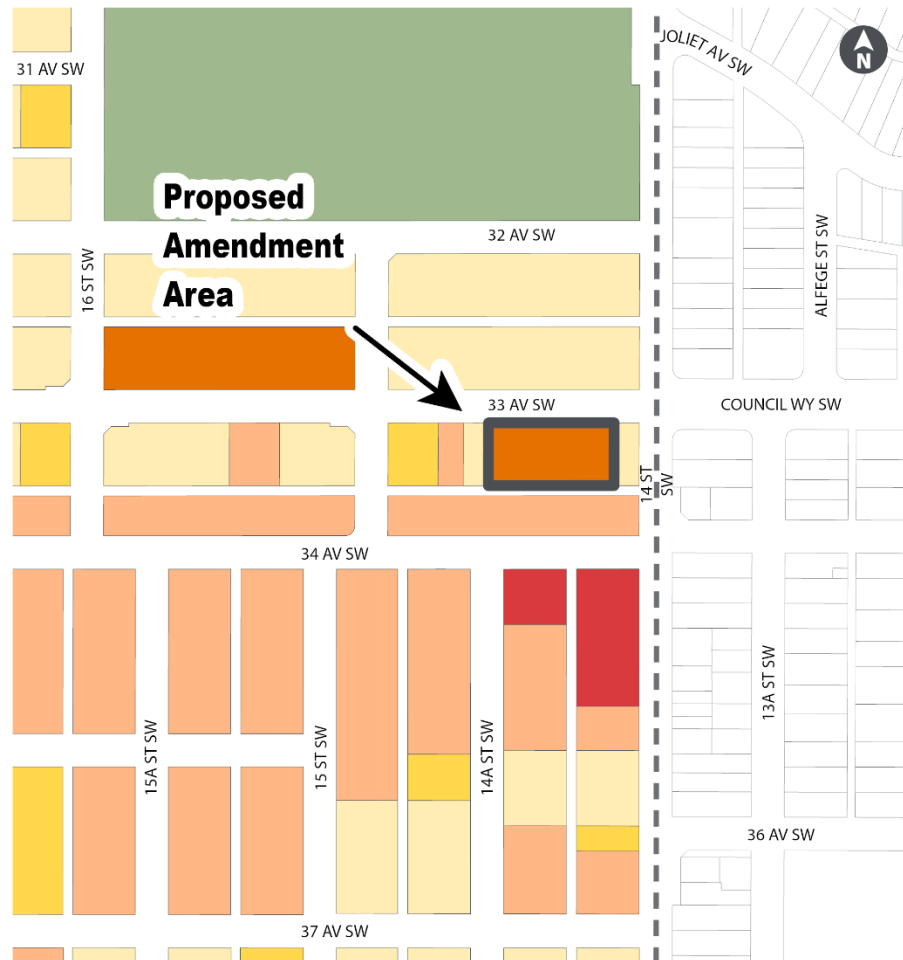 JOLIET AV SW
N
31 AV SW
Proposed
Amendment
Area
32 AV SW
16 ST SW
ALFEGE ST SW
33 AV SW
COUNCIL WY SW
14 ST
SW
34 AV SW
15A ST SW
15 ST SW
14A ST SW
13A ST SW
36 AV SW
37 AV SW